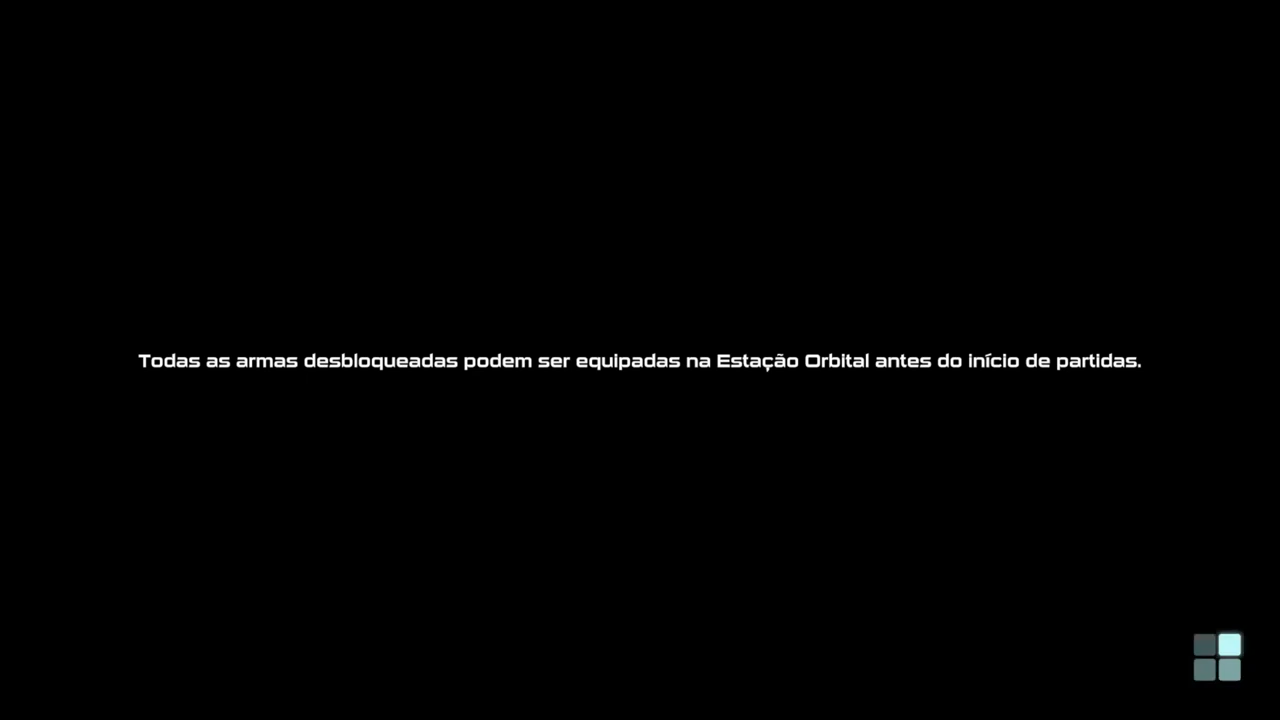 Todas as armas desbloqueadas podem ser equipadas na Estação Orbital antes do início de partidas.